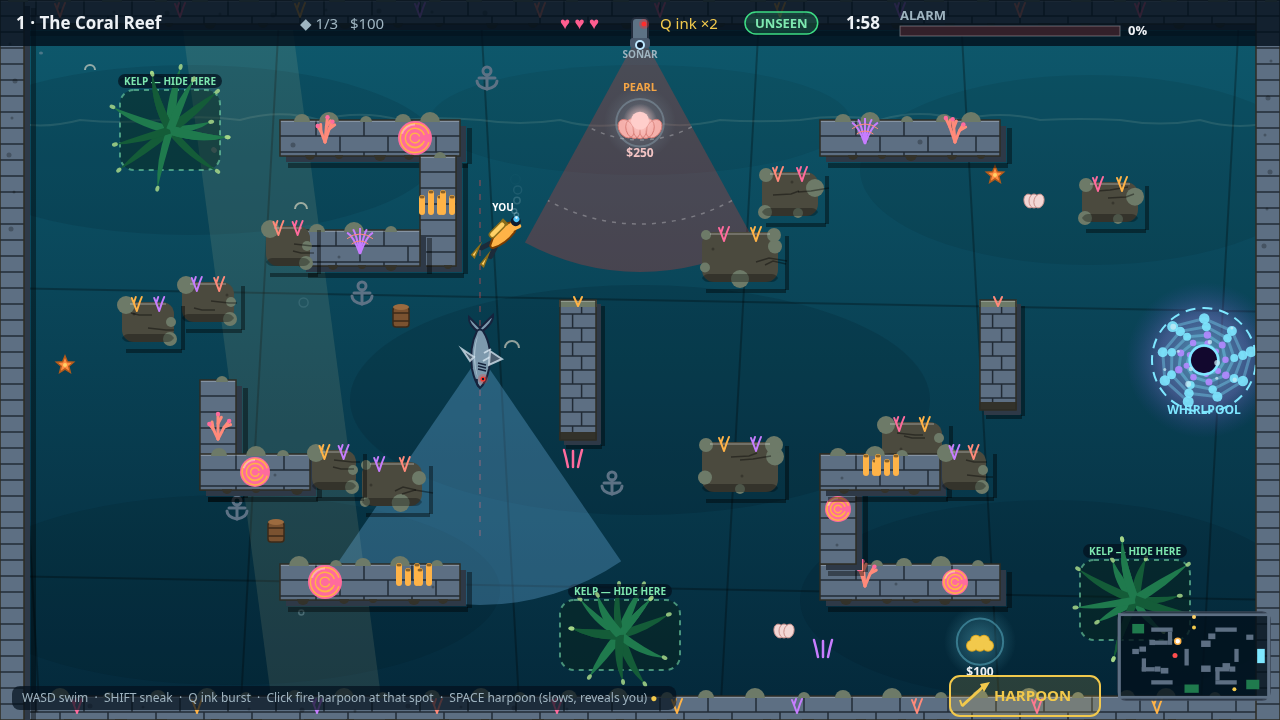 1 · The Coral Reef
◆ 1/3 $100
♥ ♥ ♥
Q ink ×2
UNSEEN
1:58
ALARM
0%
SONAR
PEARL
$250
KELP — HIDE HERE
YOU
WHIRLPOOL
KELP — HIDE HERE
KELP — HIDE HERE
$100
HARPOON
WASD swim · SHIFT sneak · Q ink burst · Click fire harpoon at that spot · SPACE harpoon (slows, reveals you)